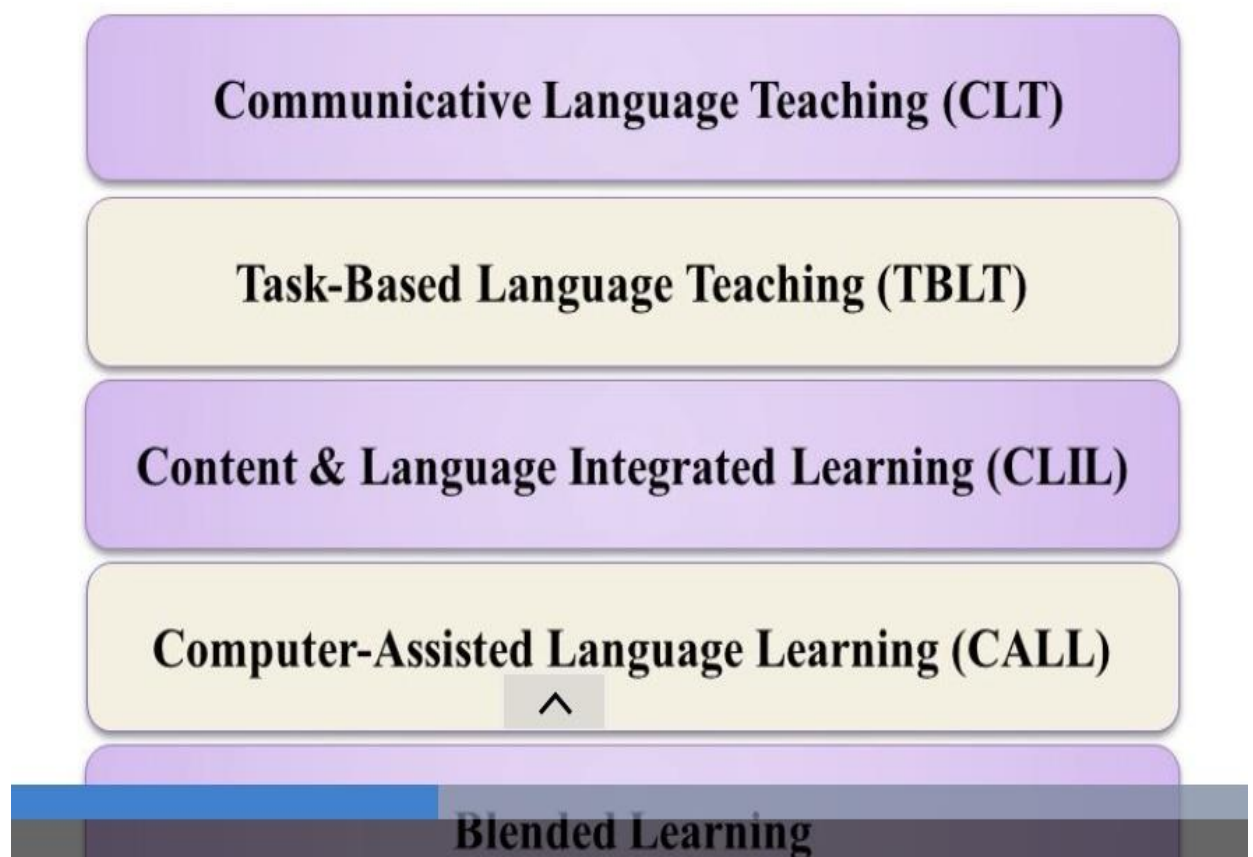 Communicative Language Teaching (CLT)
Task-Based Language Teaching (TBLT)
Content & Language Integrated Learning (CLIL)
Computer-Assisted Language Learning (CALL)
Blended Learning